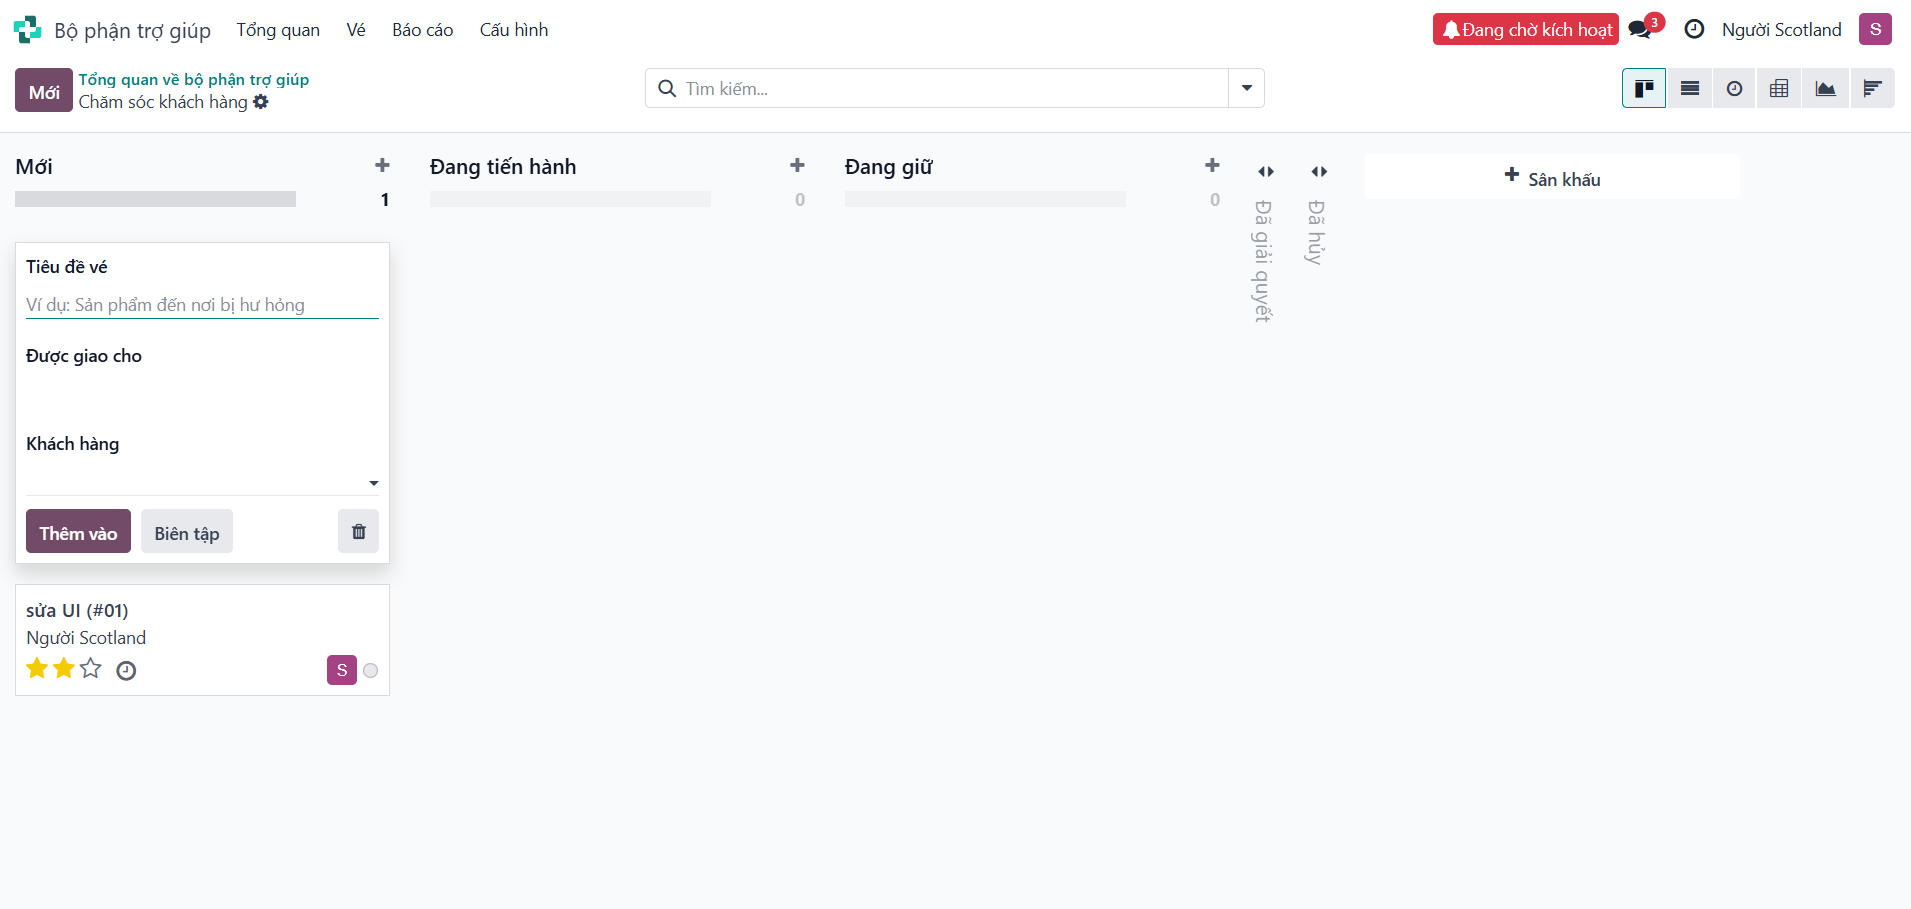 Bộ phận trợ giúp Tổng quan Vé Báo cáo Cấu hình Đang chờ kích hoạt 3 Người Scotland S
Mới Tổng quan về bộ phận trợ giúp
Chăm sóc khách hàng
Tìm kiếm...
Mới
1
Đang tiến hành
0
Đang giữ
0
Đã giải quyết
Đã hủy
Sân khấu
Tiêu đề vé
Ví dụ: Sản phẩm đến nơi bị hư hỏng
Được giao cho
Khách hàng
Thêm vào Biên tập
sửa UI (#01)
Người Scotland
S